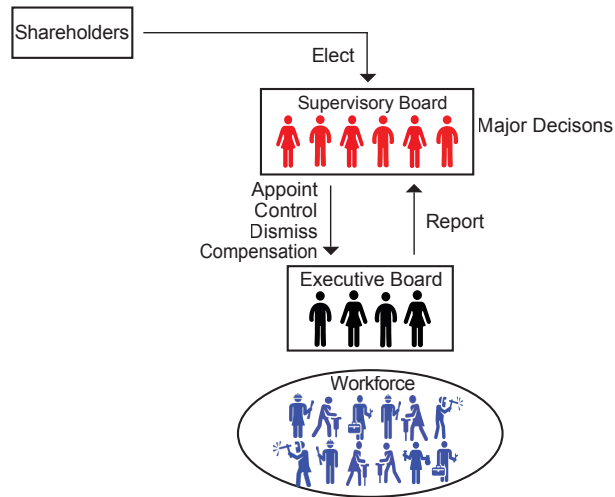 Shareholders
Elect
Supervisory Board
Major Decisons
Appoint
Control
Dismiss
Compensation
Report
Executive Board
Workforce